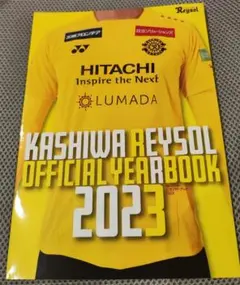 Reysol
HITACHI
Inspire the Next
LUMADA
KASHIWA REYSOL
OFFICIAL YEARBOOK
2023